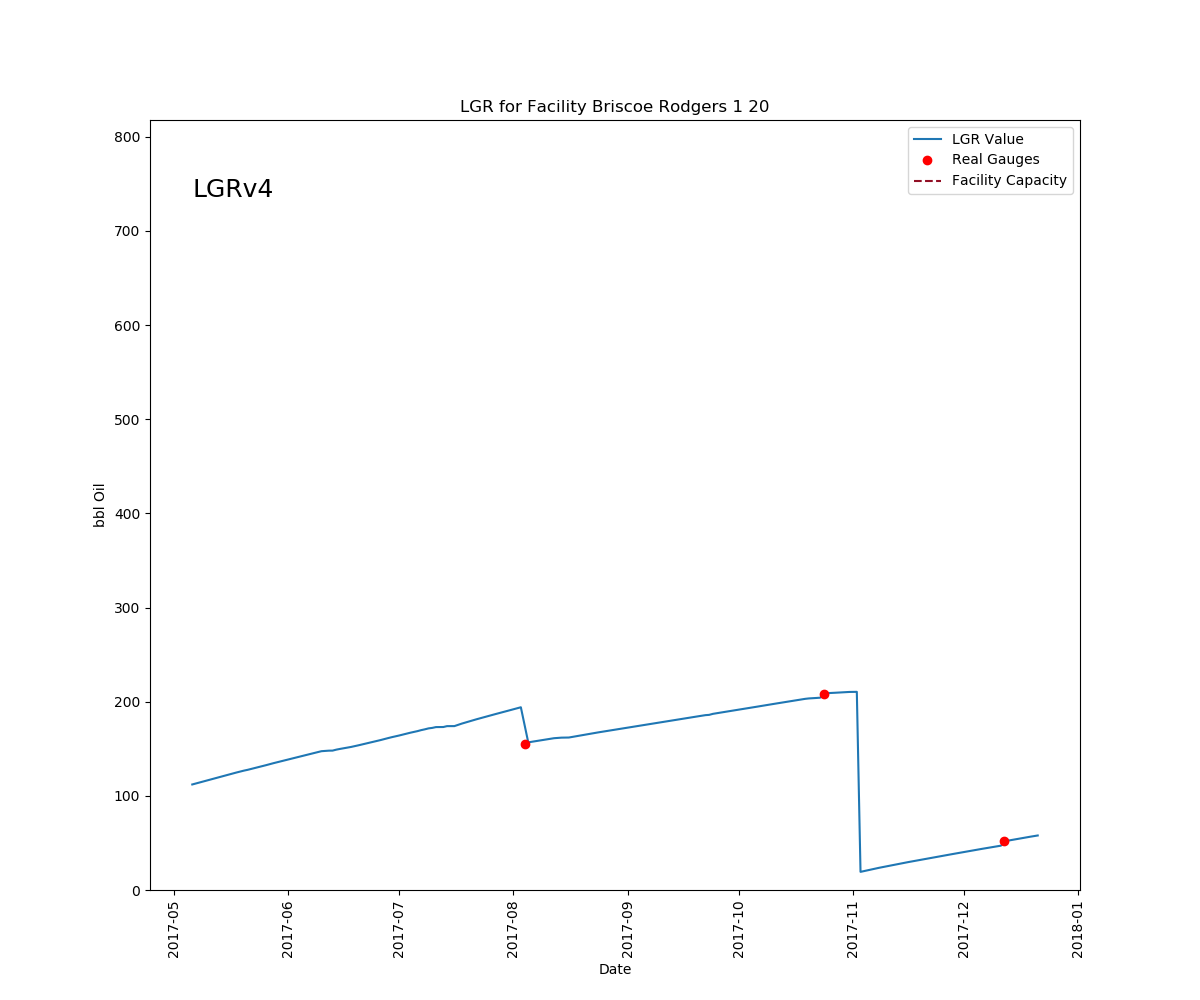 LGR for Facility Briscoe Rodgers 1 20
LGRv4
LGR Value
Real Gauges
Facility Capacity
800
700
600
500
400
300
200
100
0
bbl Oil
2017-05
2017-06
2017-07
2017-08
2017-09
2017-10
2017-11
2017-12
2018-01
Date